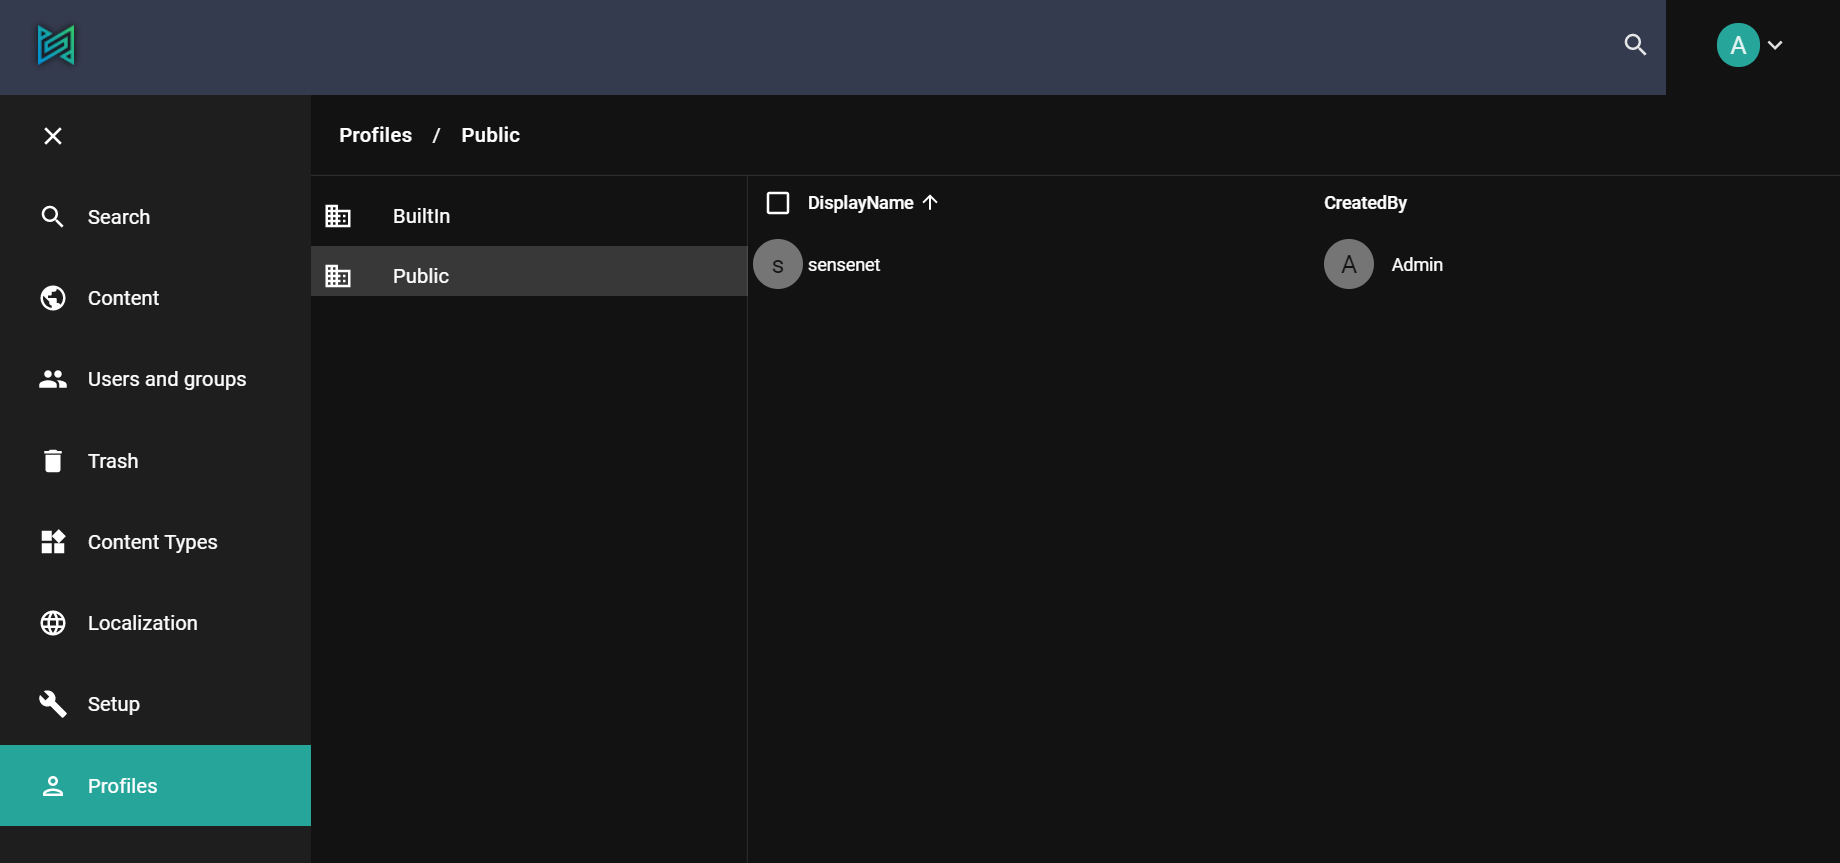 A
Profiles / Public
Search
Content
Users and groups
Trash
Content Types
Localization
Setup
Profiles
BuiltIn
Public
DisplayName CreatedBy
s sensenet A Admin